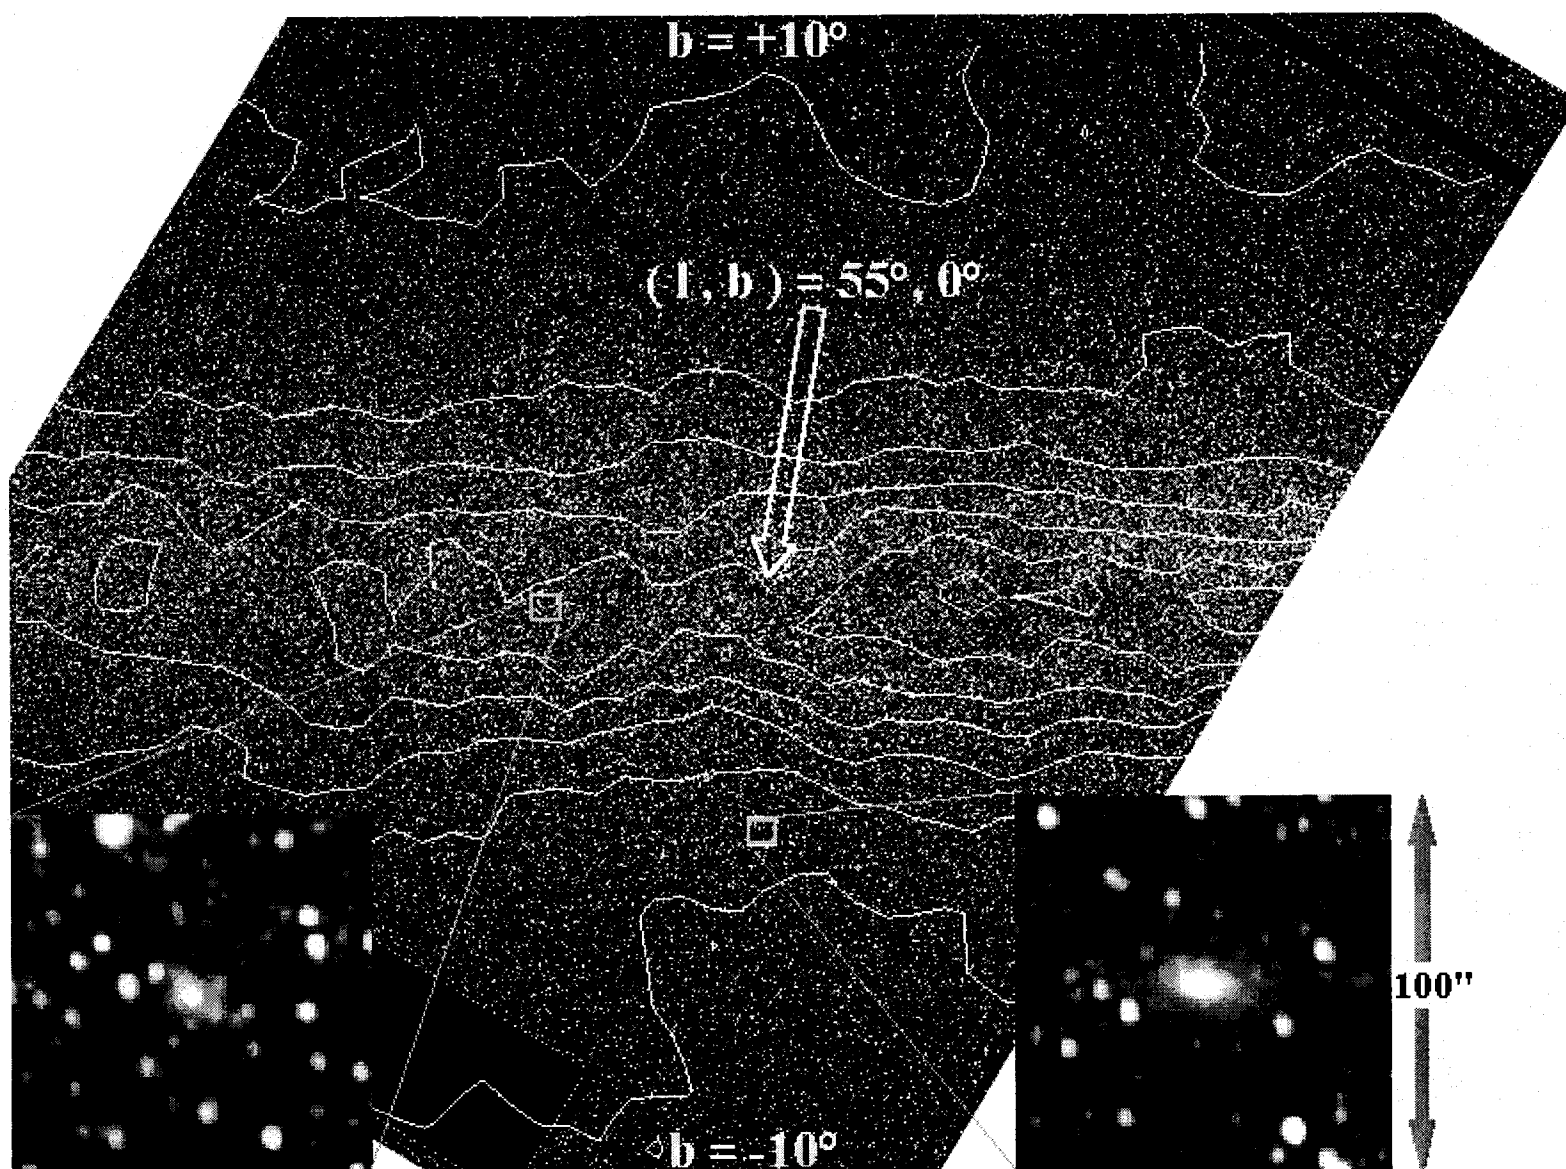 b = +10°
( l , b ) = 55°, 0°
100"
b = -10°